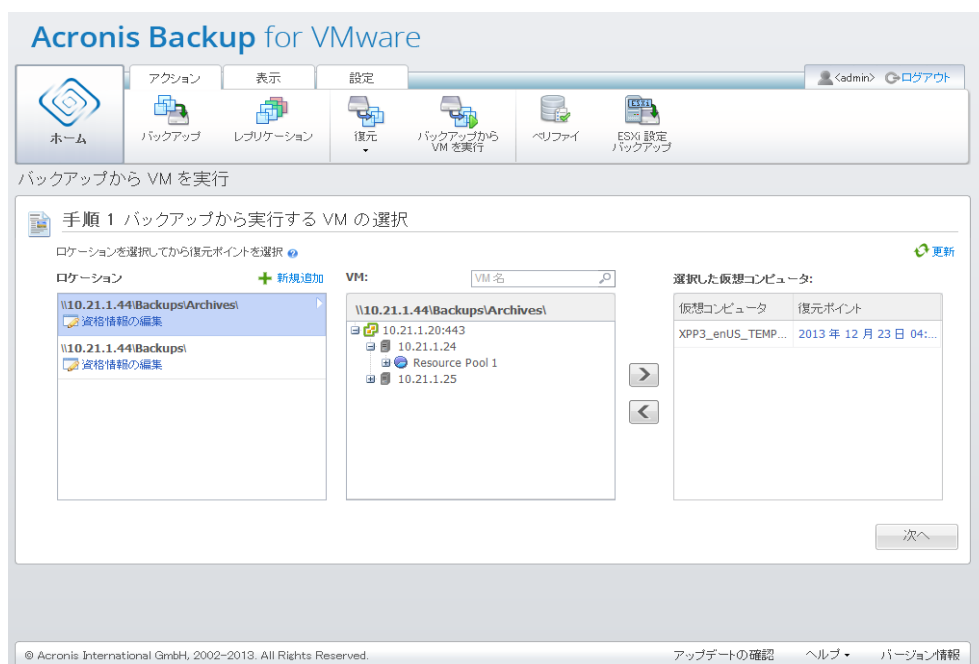 Acronis Backup for VMware
アクション 表示 設定
<admin> ログアウト
ホーム
バックアップ
レプリケーション
復元
バックアップから
VM を実行
ベリファイ
ESXi 設定
バックアップ
バックアップから VM を実行
手順 1 バックアップから実行する VM の選択
ロケーションを選択してから復元ポイントを選択
更新
ロケーション
新規追加
\\10.21.1.44\Backups\Archives\
資格情報の編集
\\10.21.1.44\Backups\
資格情報の編集
VM:
VM 名
\\10.21.1.44\Backups\Archives\
10.21.1.20:443
10.21.1.24
Resource Pool 1
10.21.1.25
選択した仮想コンピュータ:
仮想コンピュータ 復元ポイント
XPP3_enUS_TEMP... 2013 年 12 月 23 日 04:...
次へ
© Acronis International GmbH, 2002-2013. All Rights Reserved.
アップデートの確認 ヘルプ バージョン情報